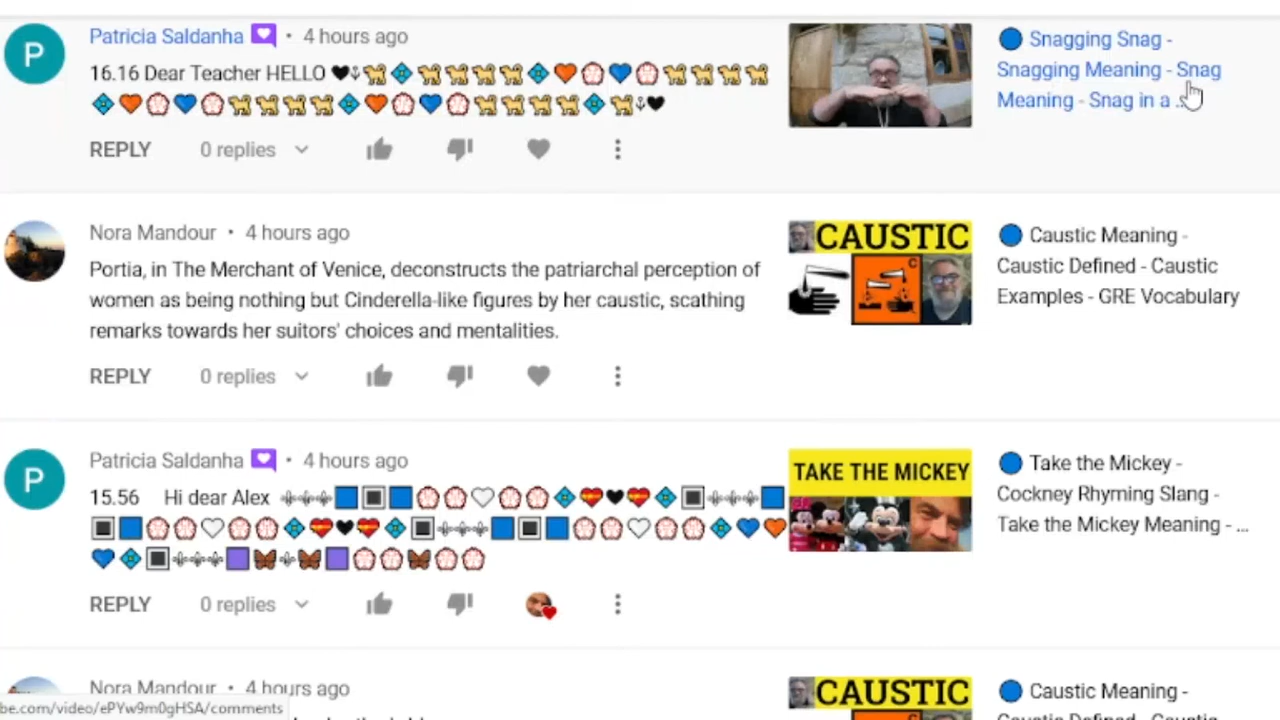 Patricia Saldanha • 4 hours ago
16.16 Dear Teacher HELLO 🖤⚓🐕💠🐕🐕🐕🐕💠🧡⚾💙⚾🐕🐕🐕🐕
💠🧡⚾💙⚾🐕🐕🐕🐕💠🧡⚾💙⚾🐕🐕🐕🐕💠🐕⚓🖤
REPLY 0 replies
Snagging Snag -
Snagging Meaning - Snag
Meaning - Snag in a ...
Nora Mandour • 4 hours ago
Portia, in The Merchant of Venice, deconstructs the patriarchal perception of
women as being nothing but Cinderella-like figures by her caustic, scathing
remarks towards her suitors' choices and mentalities.
REPLY 0 replies
CAUSTIC
C
Caustic Meaning -
Caustic Defined - Caustic
Examples - GRE Vocabulary
P
Patricia Saldanha • 4 hours ago
15.56 Hi dear Alex
REPLY 0 replies
TAKE THE MICKEY
Take the Mickey -
Cockney Rhyming Slang -
Take the Mickey Meaning - ...
Nora Mandour • 4 hours ago
CAUSTIC
Caustic Meaning -
be.com/video/ePYw9m0gHSA/comments